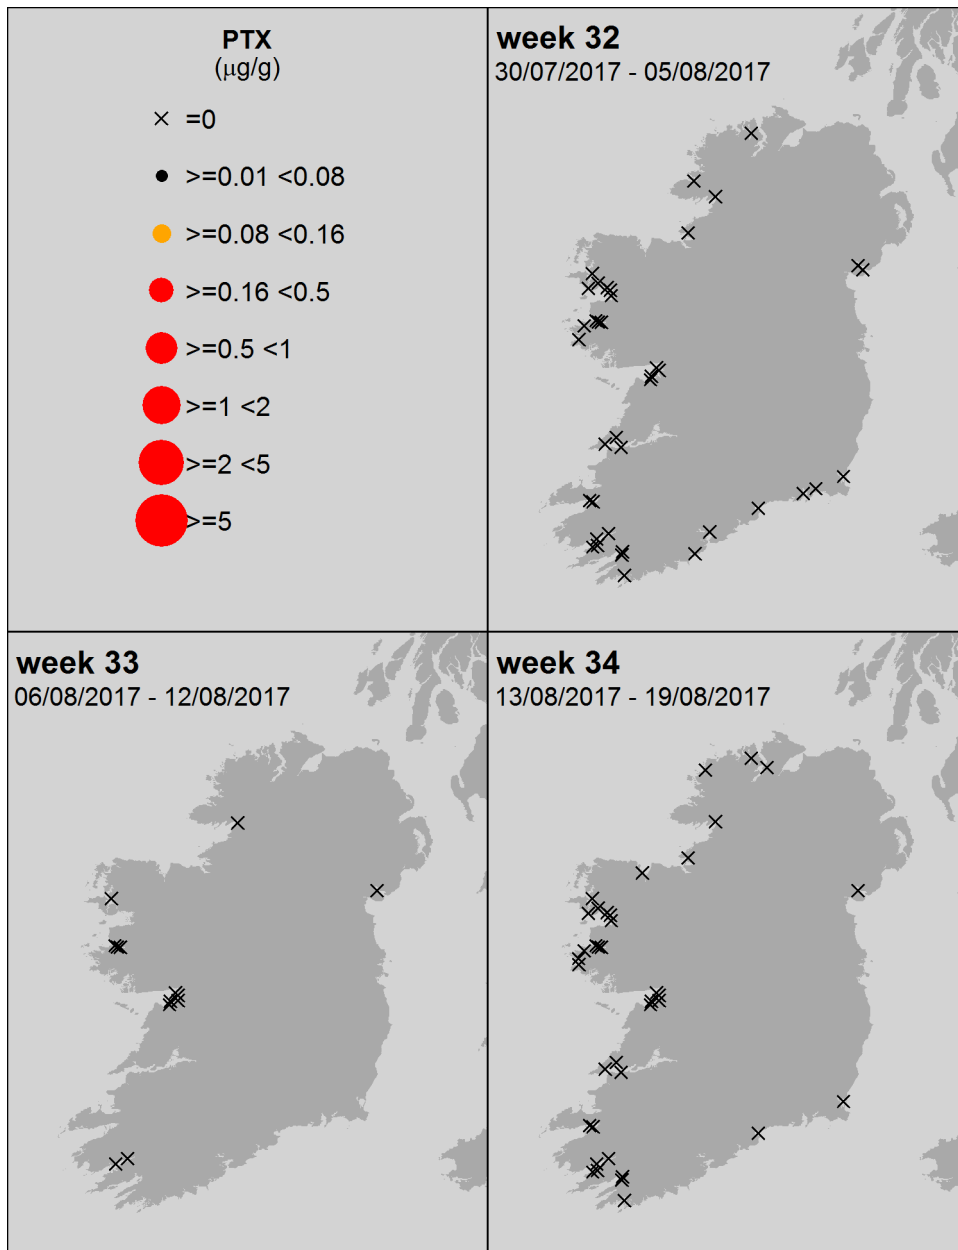 PTX
(µg/g)
=0
>=0.01 <0.08
>=0.08 <0.16
>=0.16 <0.5
>=0.5 <1
>=1 <2
>=2 <5
>=5
week 32
30/07/2017 - 05/08/2017
week 33
06/08/2017 - 12/08/2017
week 34
13/08/2017 - 19/08/2017